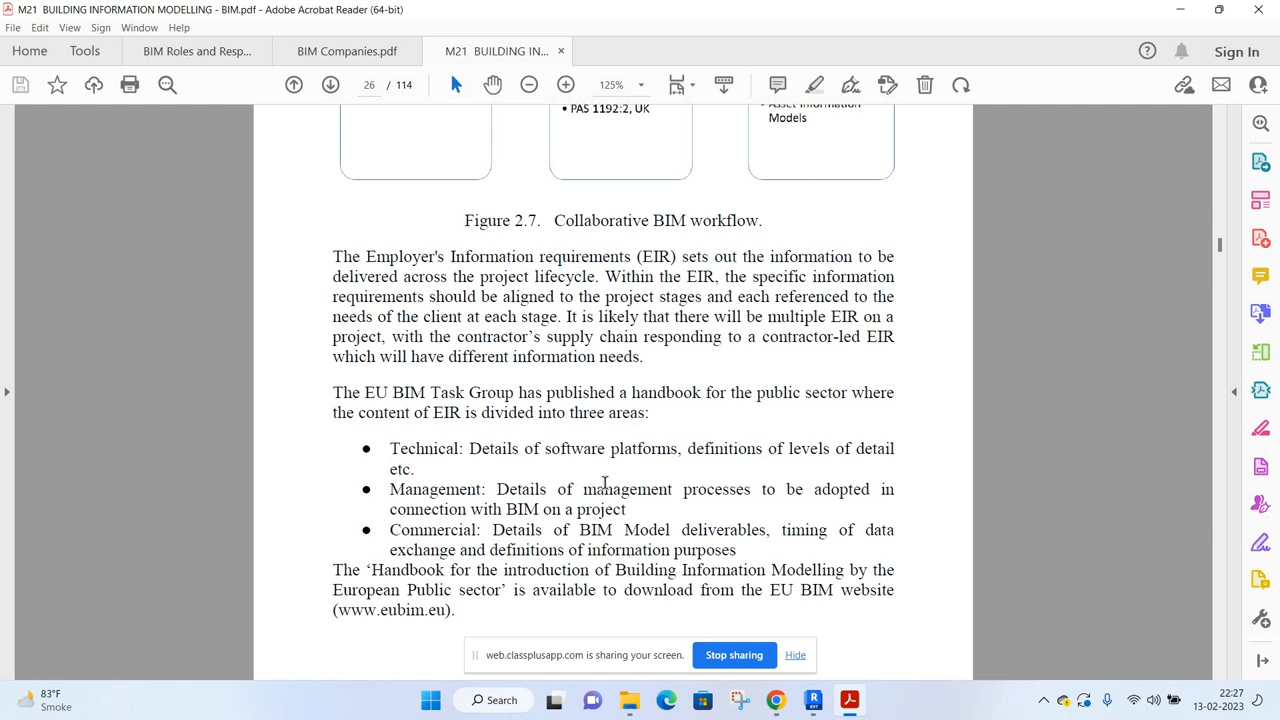 M21 BUILDING INFORMATION MODELLING - BIM.pdf - Adobe Acrobat Reader (64-bit)
File Edit View Sign Window Help
Home Tools BIM Roles and Resp... BIM Companies.pdf M21 BUILDING IN... × Sign In
26 / 114 125%
• PAS 1192:2, UK
Models
Figure 2.7. Collaborative BIM workflow.
The Employer's Information requirements (EIR) sets out the information to be
delivered across the project lifecycle. Within the EIR, the specific information
requirements should be aligned to the project stages and each referenced to the
needs of the client at each stage. It is likely that there will be multiple EIR on a
project, with the contractor’s supply chain responding to a contractor-led EIR
which will have different information needs.
The EU BIM Task Group has published a handbook for the public sector where
the content of EIR is divided into three areas:
● Technical: Details of software platforms, definitions of levels of detail
etc.
● Management: Details of management processes to be adopted in
connection with BIM on a project
● Commercial: Details of BIM Model deliverables, timing of data
exchange and definitions of information purposes
The ‘Handbook for the introduction of Building Information Modelling by the
European Public sector’ is available to download from the EU BIM website
(www.eubim.eu).
web.classplusapp.com is sharing your screen. Stop sharing Hide
83°F
Smoke
Search
22:27
13-02-2023